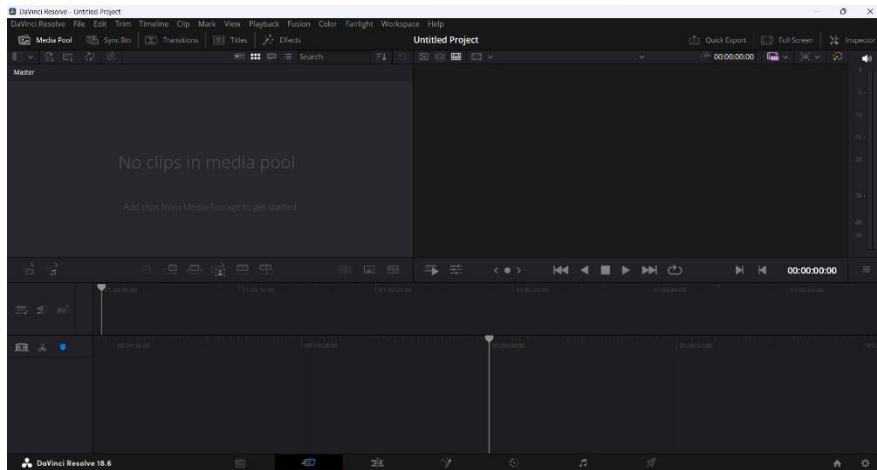 DaVinci Resolve - Untitled Project
DaVinci Resolve File Edit Trim Timeline Clip Mark View Playback Fusion Color Fairlight Workspace Help
Media Pool Sync Bin Transitions Titles Effects Untitled Project Quick Export Full Screen Inspector
Search 00:00:00:00
Master
No clips in media pool
Add clips from Media Storage to get started
00:00:00:00
DaVinci Resolve 18.6